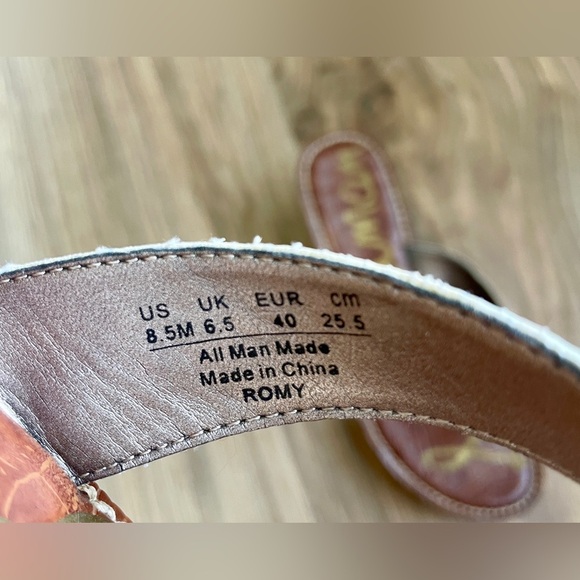 US UK EUR cm
8.5M 6.5 40 25.5
All Man Made
Made in China
ROMY